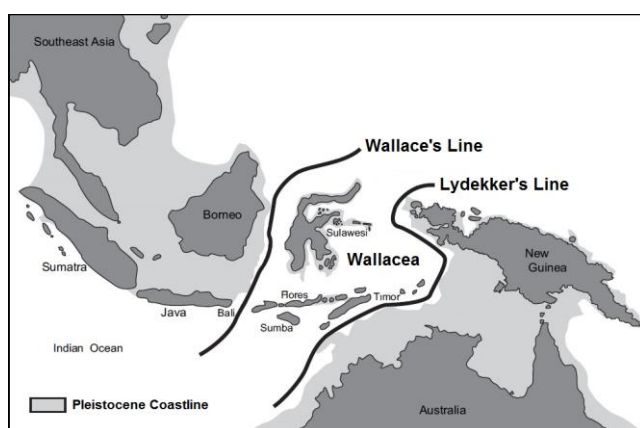 Southeast Asia
Wallace's Line
Lydekker's Line
Borneo
Sulawesi
Wallacea
New
Guinea
Sumatra
Java
Bali
Flores
Timor
Sumba
Indian Ocean
Pleistocene Coastline
Australia